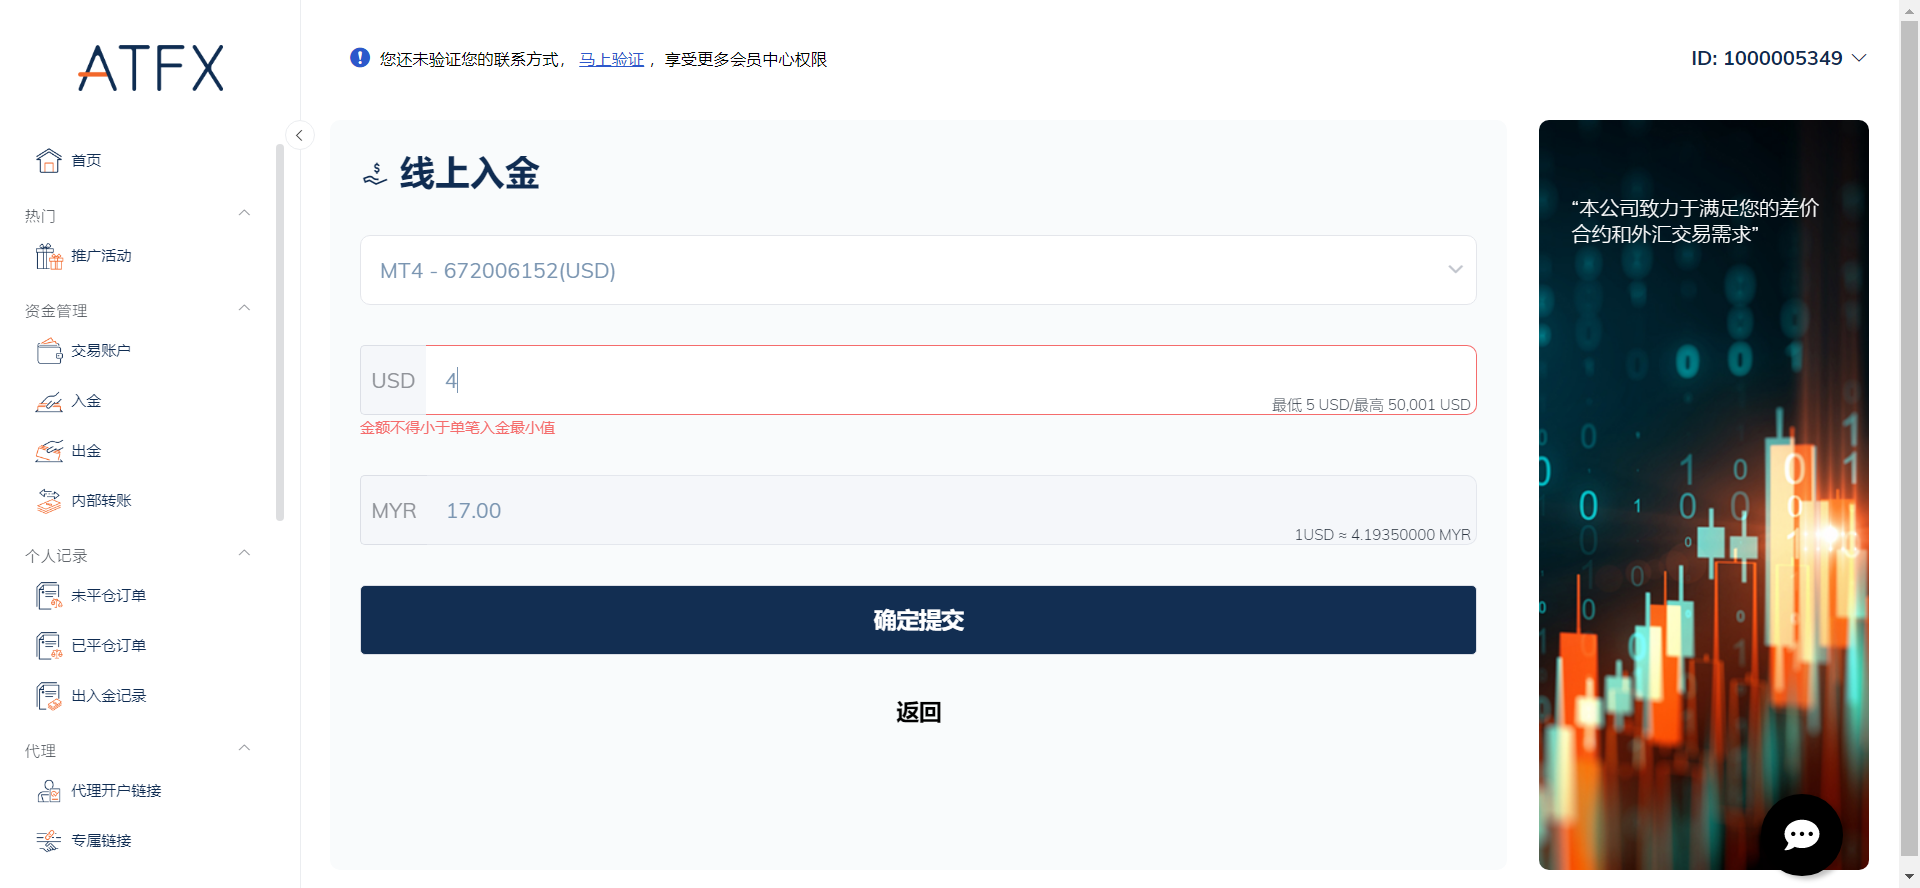 ATFX
您还未验证您的联系方式， 马上验证 ，享受更多会员中心权限
ID: 1000005349
首页
热门
推广活动
资金管理
交易账户
入金
出金
内部转账
个人记录
未平仓订单
已平仓订单
出入金记录
代理
代理开户链接
专属链接
线上入金
MT4 - 672006152(USD)
USD 4
最低 5 USD/最高 50,001 USD
金额不得小于单笔入金最小值
MYR 17.00
1USD ≈ 4.19350000 MYR
确定提交
返回
“本公司致力于满足您的差价
合约和外汇交易需求”